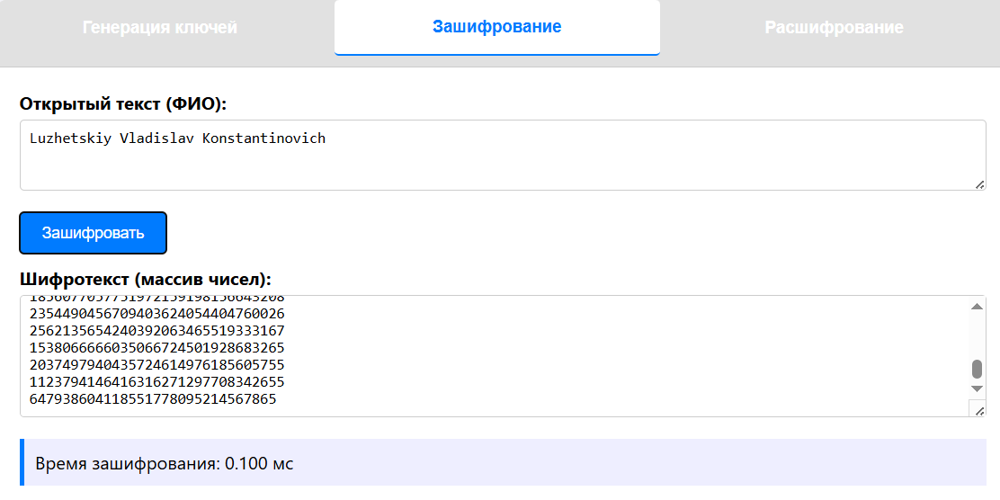 Генерация ключей
Зашифрование
Расшифрование
Открытый текст (ФИО):
Luzhetskiy Vladislav Konstantinovich
Зашифровать
Шифротекст (массив чисел):
1856077057751972159198156643208
2354490456709403624054404760026
2562135654240392063465519333167
1538066666035066724501928683265
2037497940435724614976185605755
1123794146416316271297708342655
647938604118551778095214567865
Время зашифрования: 0.100 мс